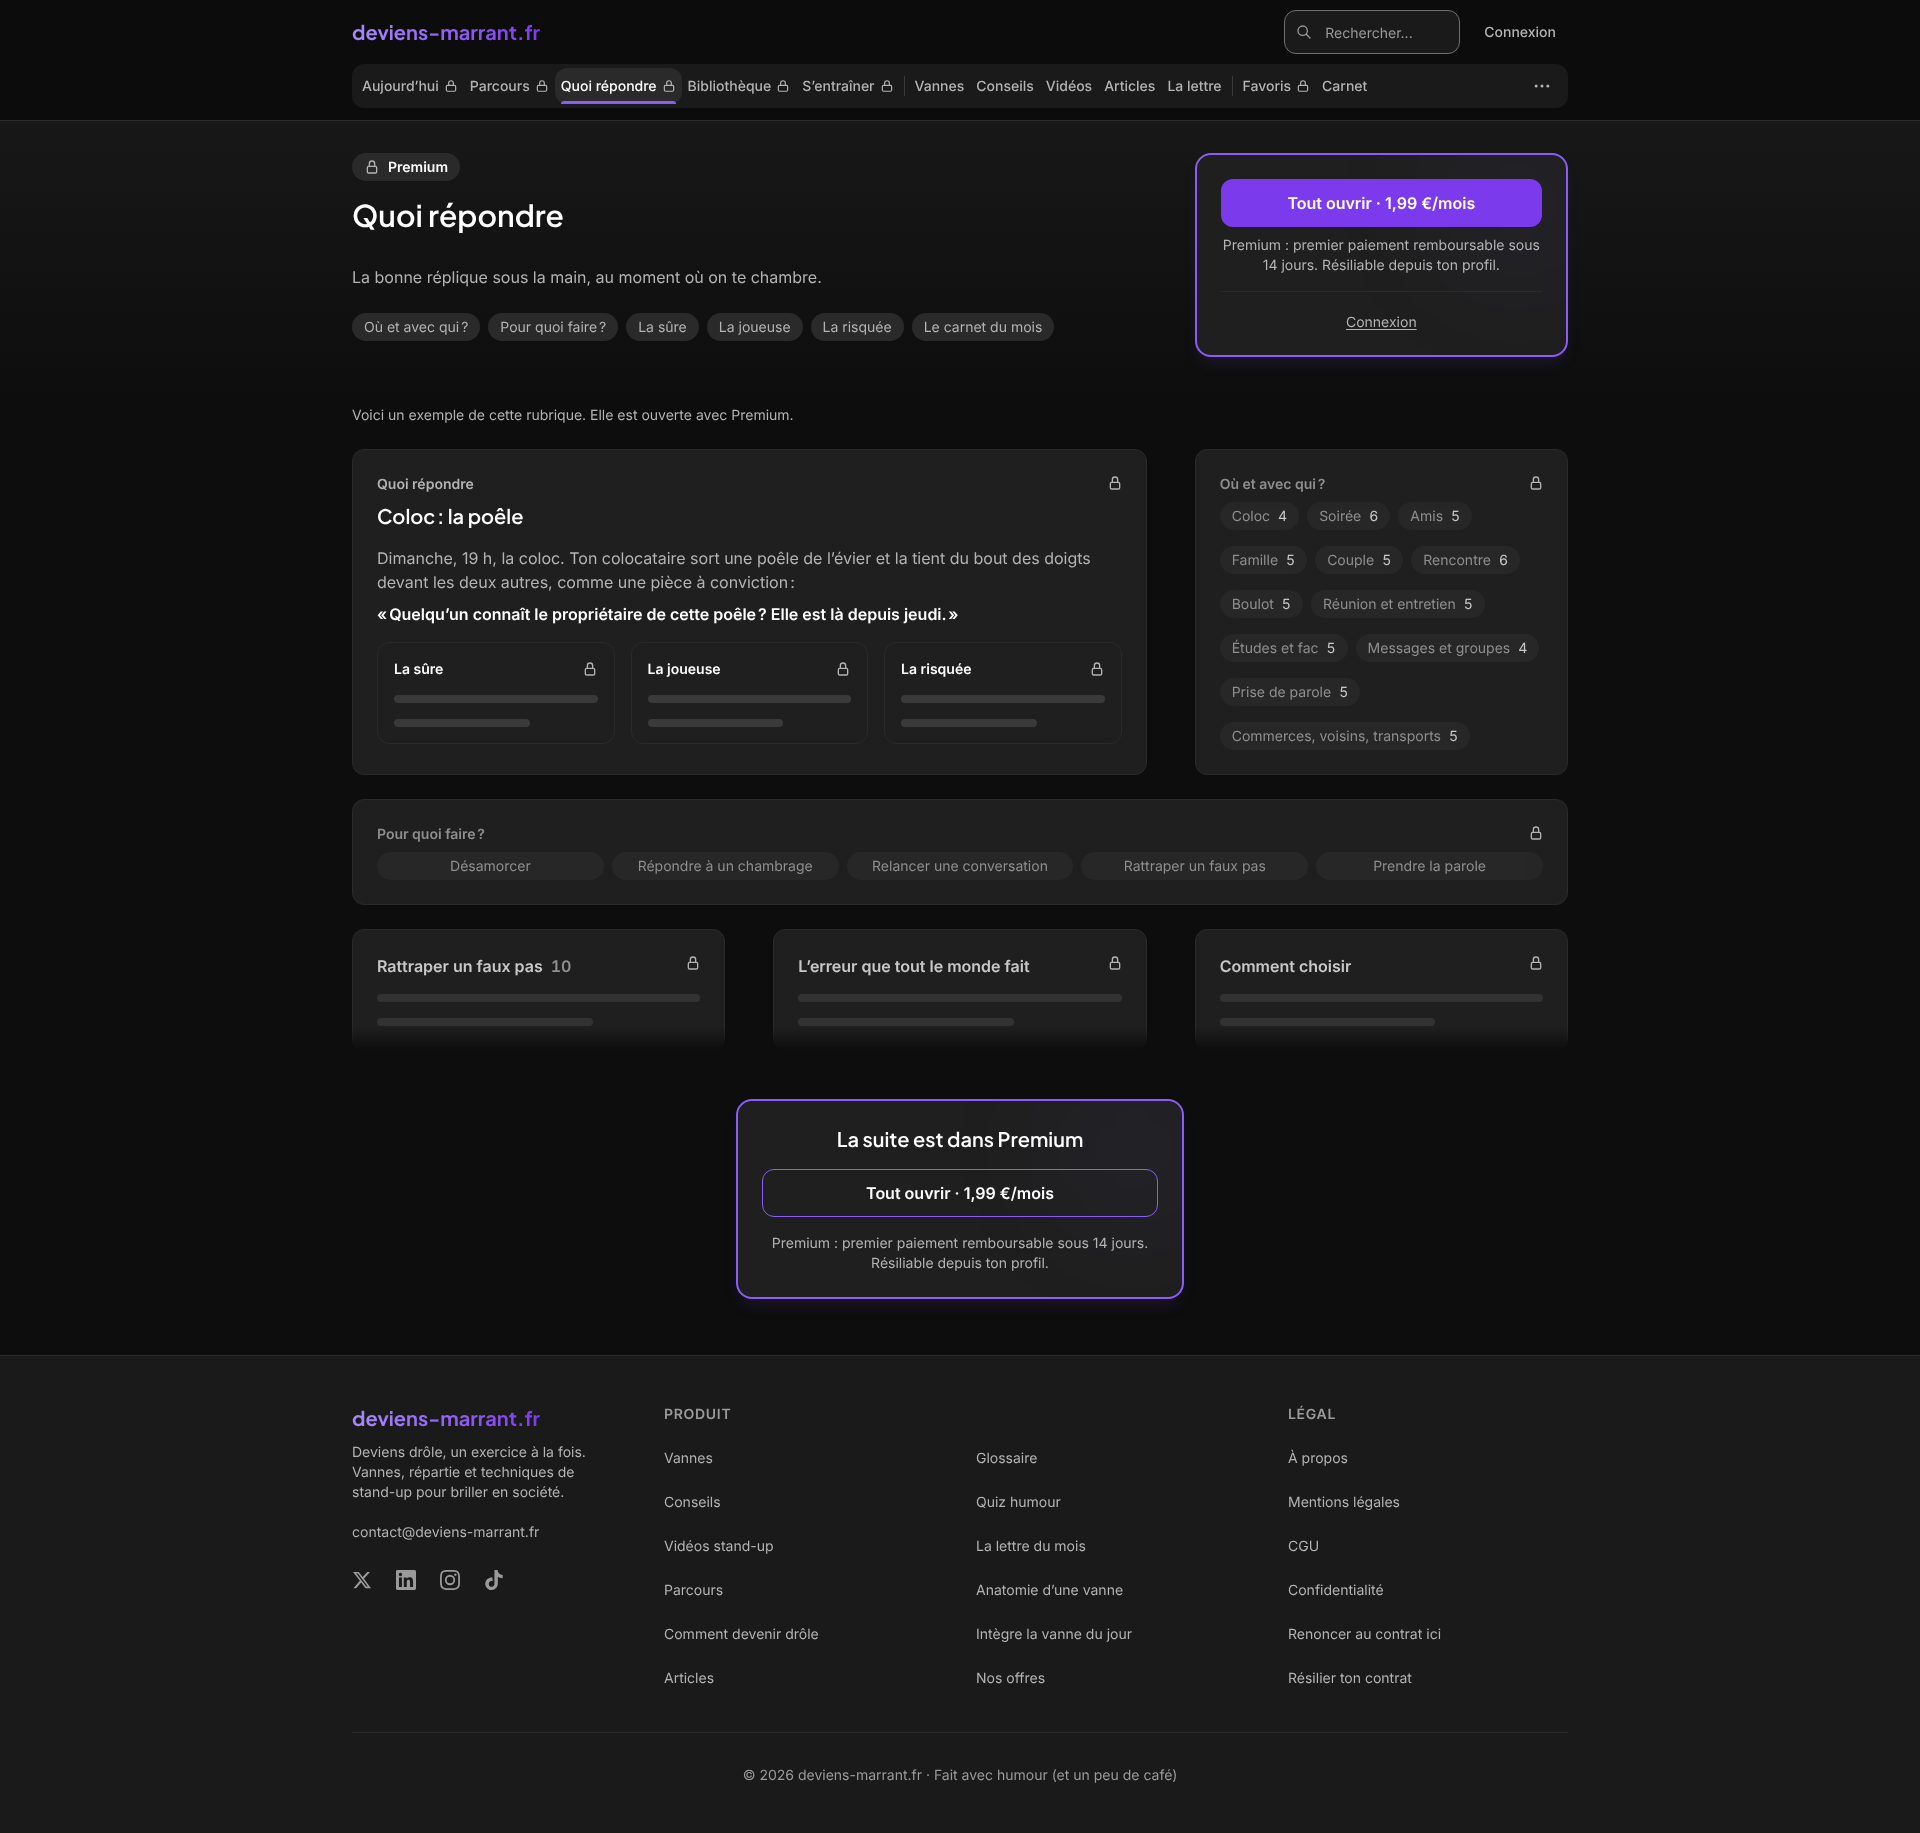 deviens-marrant.fr
Rechercher...
Connexion
Aujourd’hui
Parcours
Quoi répondre
Bibliothèque
S’entraîner
Vannes
Conseils
Vidéos
Articles
La lettre
Favoris
Carnet
Premium
Quoi répondre
La bonne réplique sous la main, au moment où on te chambre.
Où et avec qui ?
Pour quoi faire ?
La sûre
La joueuse
La risquée
Le carnet du mois
Tout ouvrir · 1,99 €/mois
Premium : premier paiement remboursable sous
14 jours. Résiliable depuis ton profil.
Connexion
Voici un exemple de cette rubrique. Elle est ouverte avec Premium.
Quoi répondre
Coloc : la poêle
Dimanche, 19 h, la coloc. Ton colocataire sort une poêle de l’évier et la tient du bout des doigts
devant les deux autres, comme une pièce à conviction :
« Quelqu’un connaît le propriétaire de cette poêle ? Elle est là depuis jeudi. »
La sûre
La joueuse
La risquée
Où et avec qui ?
Coloc 4
Soirée 6
Amis 5
Famille 5
Couple 5
Rencontre 6
Boulot 5
Réunion et entretien 5
Études et fac 5
Messages et groupes 4
Prise de parole 5
Commerces, voisins, transports 5
Pour quoi faire ?
Désamorcer
Répondre à un chambrage
Relancer une conversation
Rattraper un faux pas
Prendre la parole
Rattraper un faux pas 10
L’erreur que tout le monde fait
Comment choisir
La suite est dans Premium
Tout ouvrir · 1,99 €/mois
Premium : premier paiement remboursable sous 14 jours.
Résiliable depuis ton profil.
deviens-marrant.fr
Deviens drôle, un exercice à la fois.
Vannes, répartie et techniques de
stand-up pour briller en société.
contact@deviens-marrant.fr
PRODUIT
Vannes
Conseils
Vidéos stand-up
Parcours
Comment devenir drôle
Articles
Glossaire
Quiz humour
La lettre du mois
Anatomie d’une vanne
Intègre la vanne du jour
Nos offres
LÉGAL
À propos
Mentions légales
CGU
Confidentialité
Renoncer au contrat ici
Résilier ton contrat
© 2026 deviens-marrant.fr · Fait avec humour (et un peu de café)